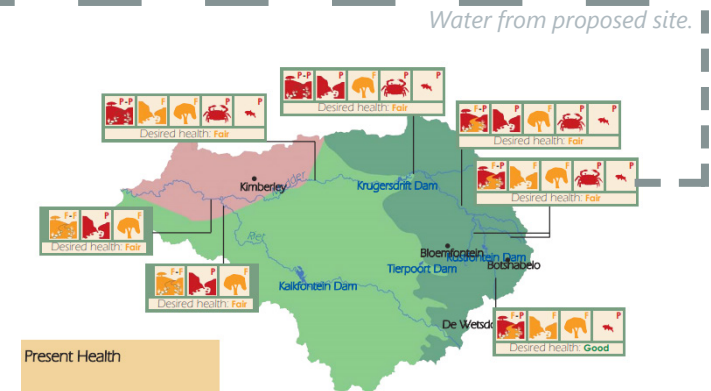 Water from proposed site.
P-P P F P P
Desired health: Fair
P-P F F P P
Desired health: Fair
F-P F F P P
Desired health: Fair
F-P F F P P
Desired health: Fair
Kimberley
Modder
Krugersdrift Dam
F-F P F
Desired health: Fair
Riet
Bloemfontein
Rustfontein Dam
Tierpoort Dam
Botshabelo
F-F P F
Desired health: Fair
Kalkfontein Dam
F-P F F P
Desired health: Good
De Wetsd
Present Health